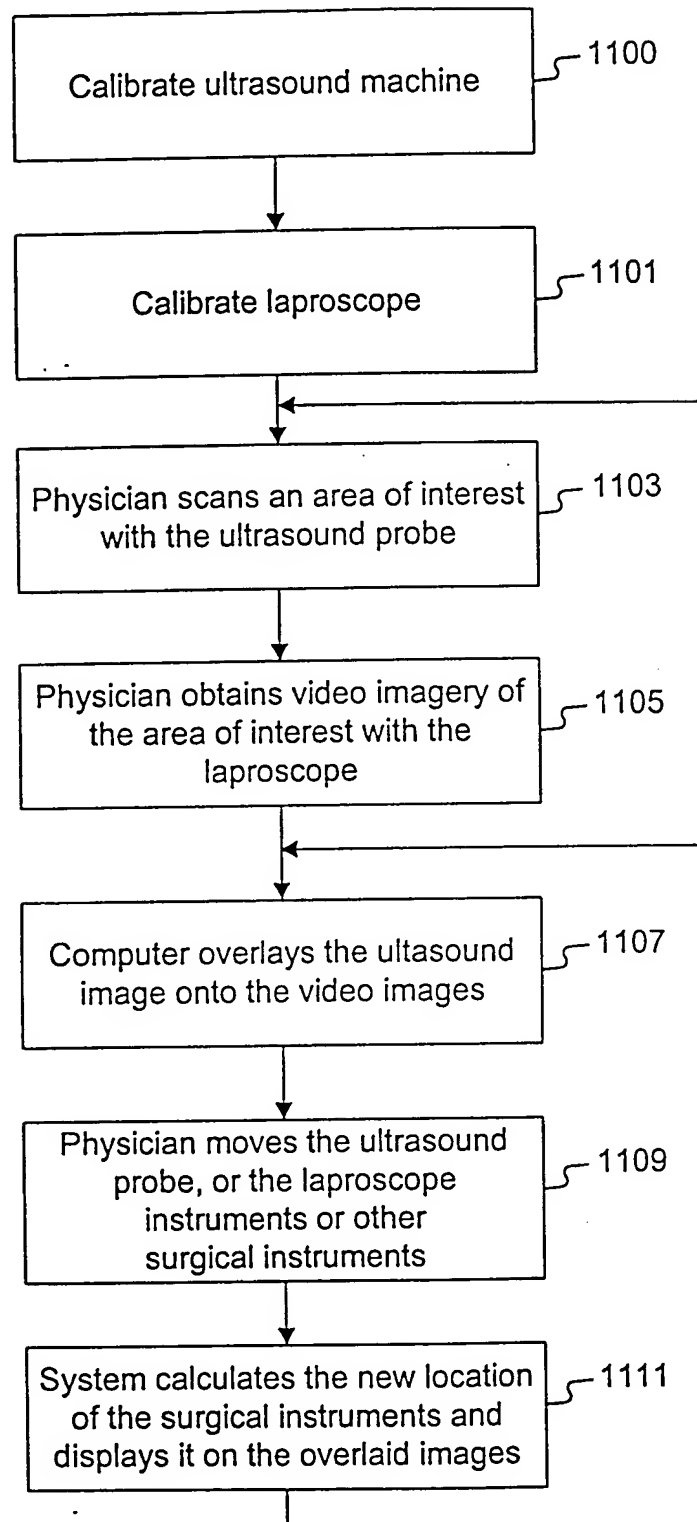 Calibrate ultrasound machine
1100
Calibrate laproscope
1101
Physician scans an area of interest
with the ultrasound probe
1103
Physician obtains video imagery of
the area of interest with the
laproscope
1105
Computer overlays the ultasound
image onto the video images
1107
Physician moves the ultrasound
probe, or the laproscope
instruments or other
surgical instruments
1109
System calculates the new location
of the surgical instruments and
displays it on the overlaid images
1111